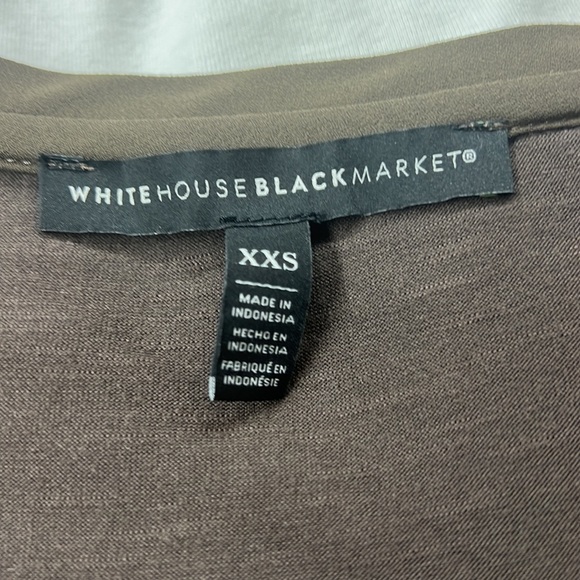 WHITEHOUSEBLACKMARKET®
XXS
MADE IN
INDONESIA
HECHO EN
INDONESIA
FABRIQUÉ EN
INDONÉSIE